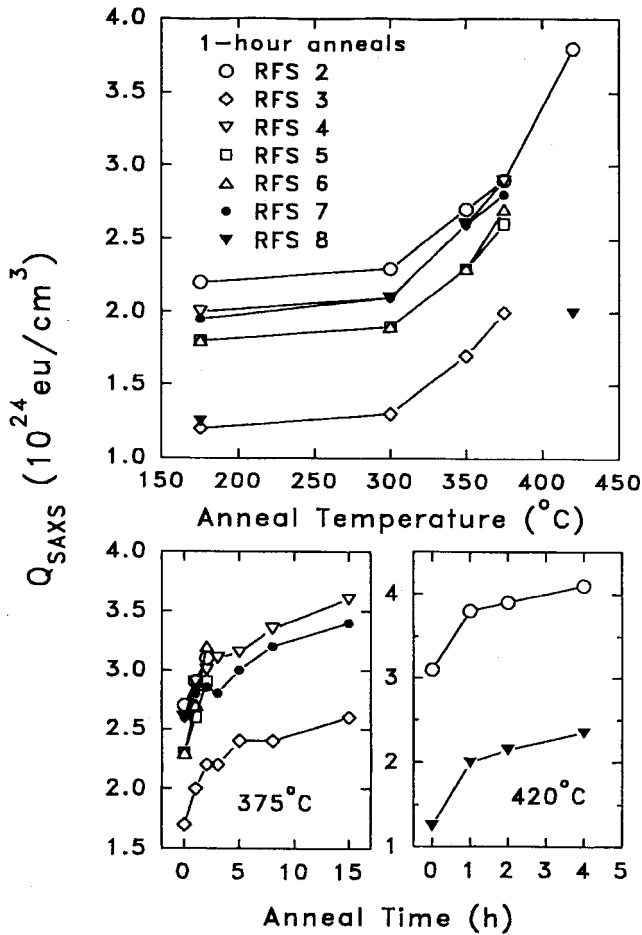 4.0
1-hour anneals
RFS 2
3.5
RFS 3
RFS 4
3.0
RFS 5
RFS 6
RFS 7
2.5
RFS 8
2.0
1.5
1.0
150 200 250 300 350 400 450
Anneal Temperature (°C)
Q_SAXS (10^24 eu/cm^3)
4.0
3.5
3.0
2.5
2.0
1.5
375°C
0 5 10 15
4
3
2
1
420°C
0 1 2 3 4 5
Anneal Time (h)